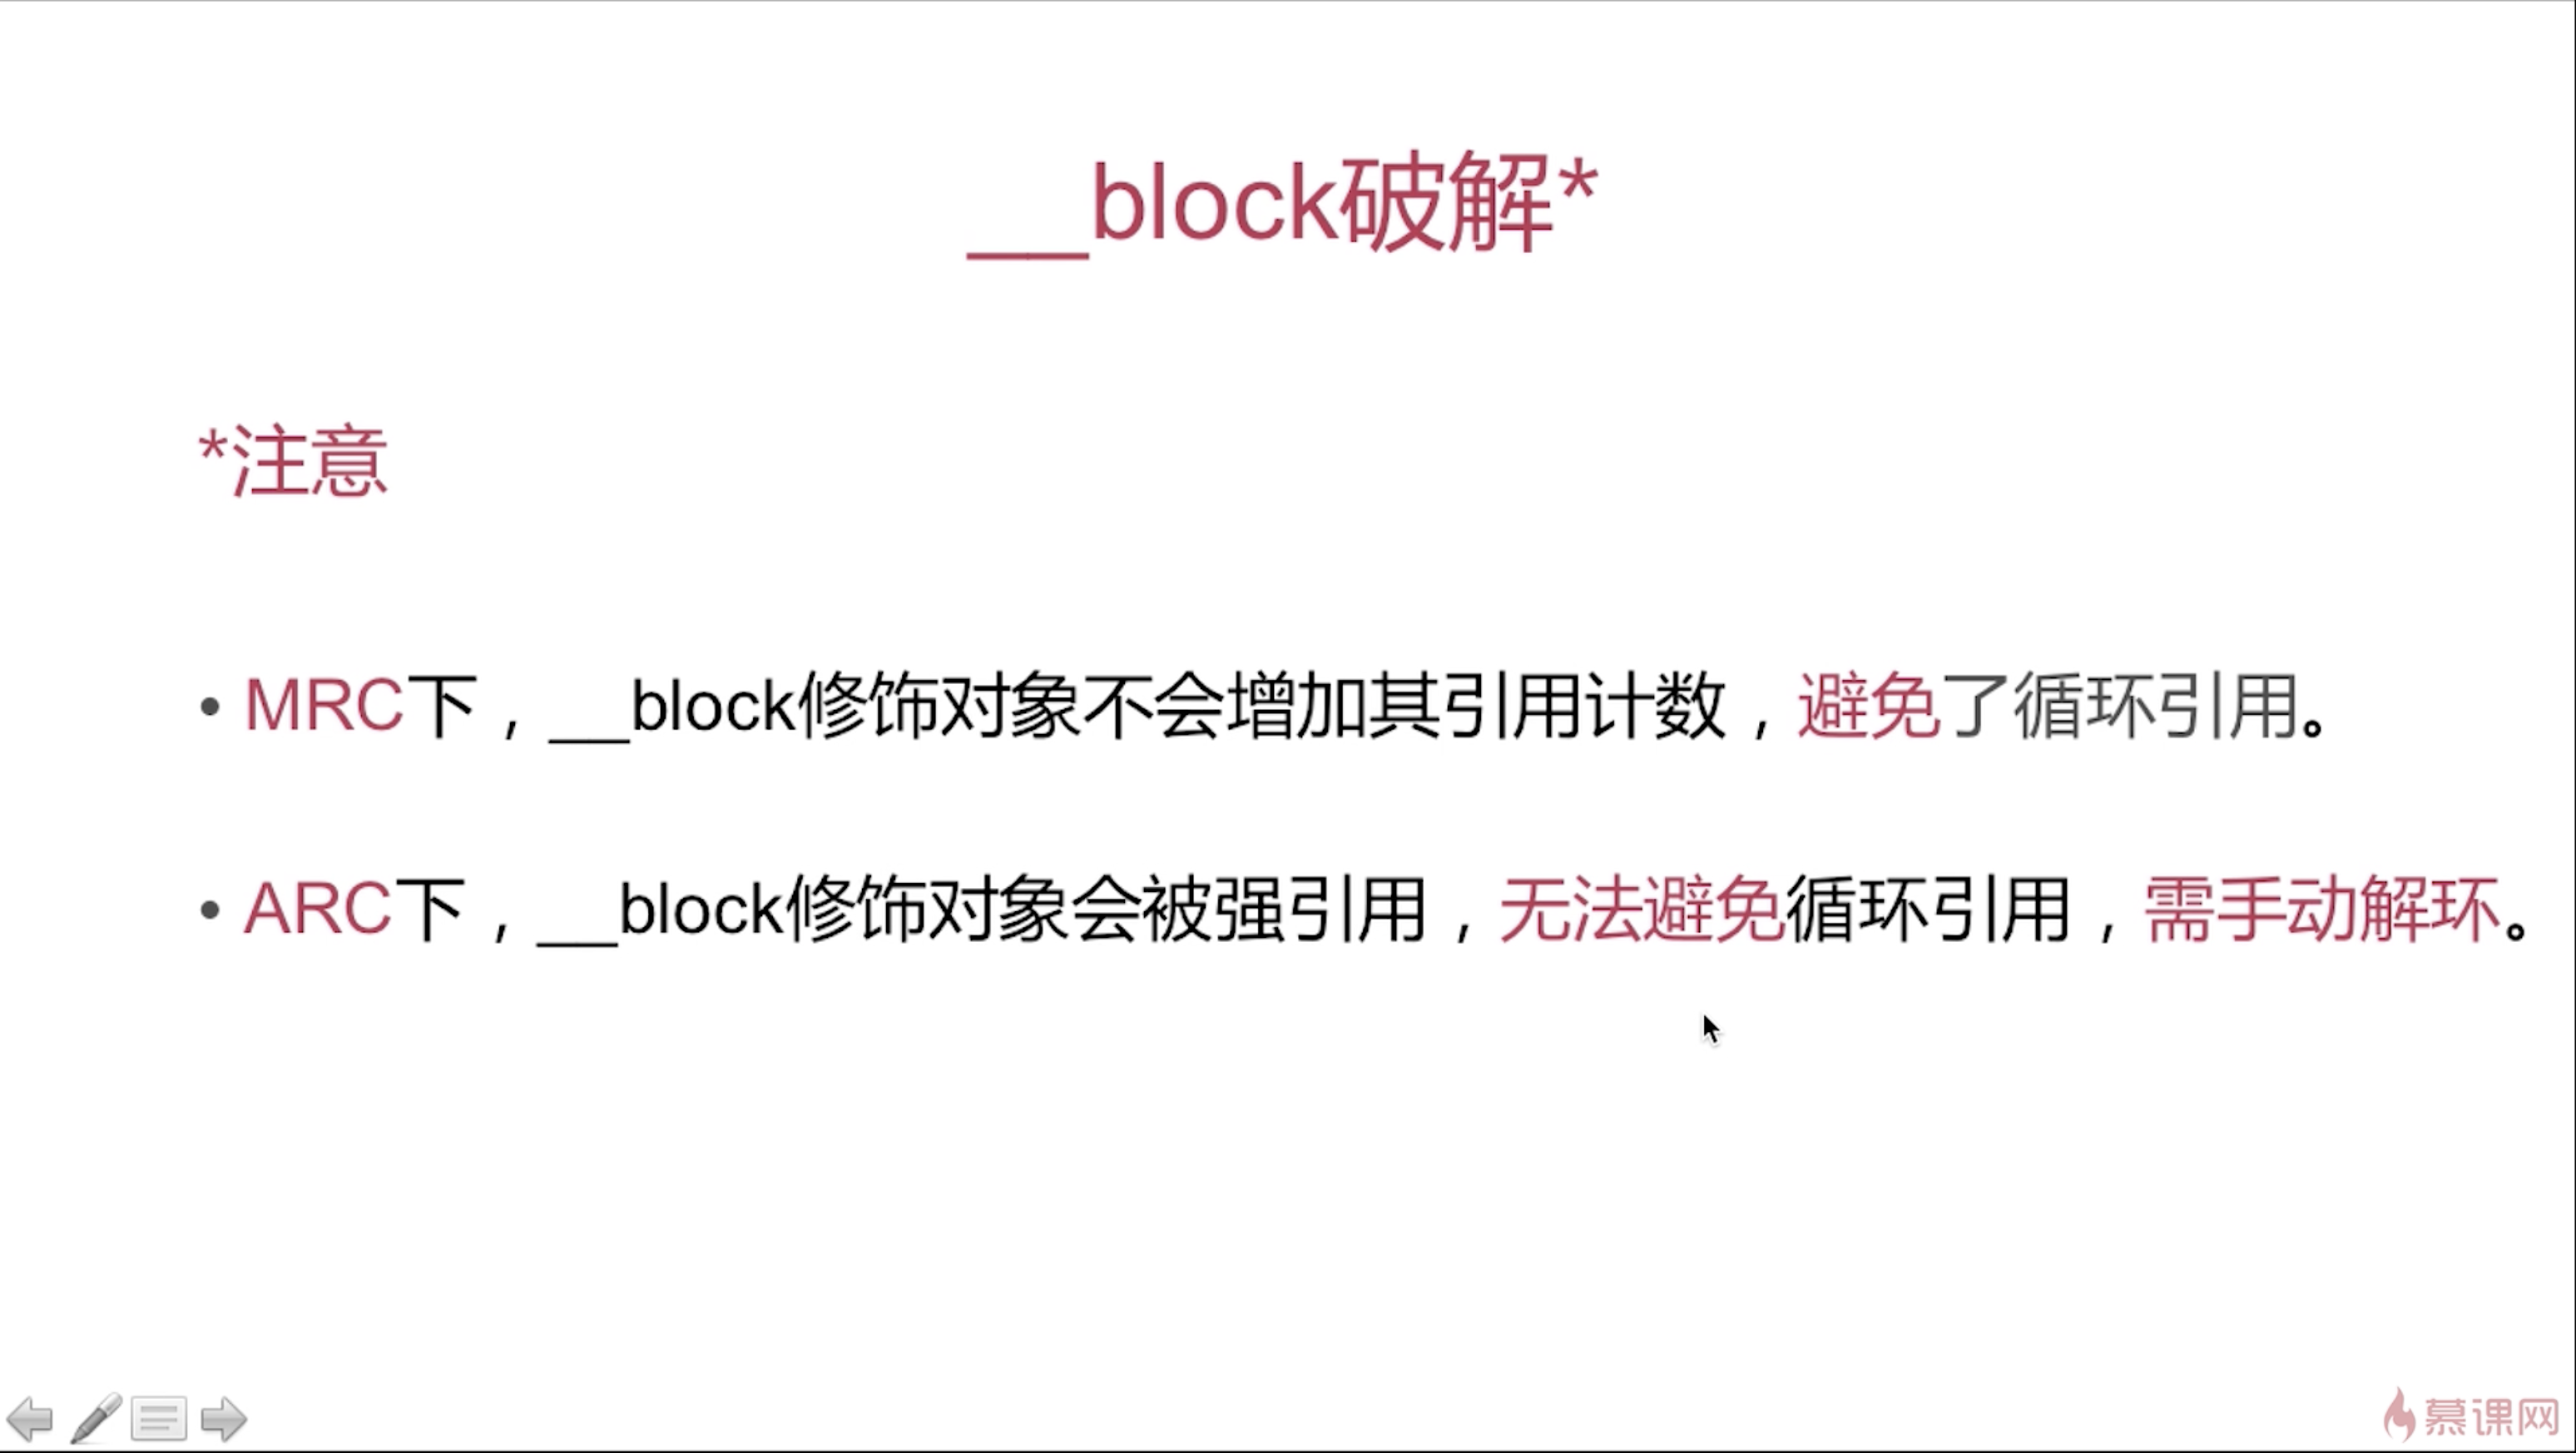 __block破解*
*注意
• MRC下，__block修饰对象不会增加其引用计数，避免了循环引用。
• ARC下，__block修饰对象会被强引用，无法避免循环引用，需手动解环。
慕课网